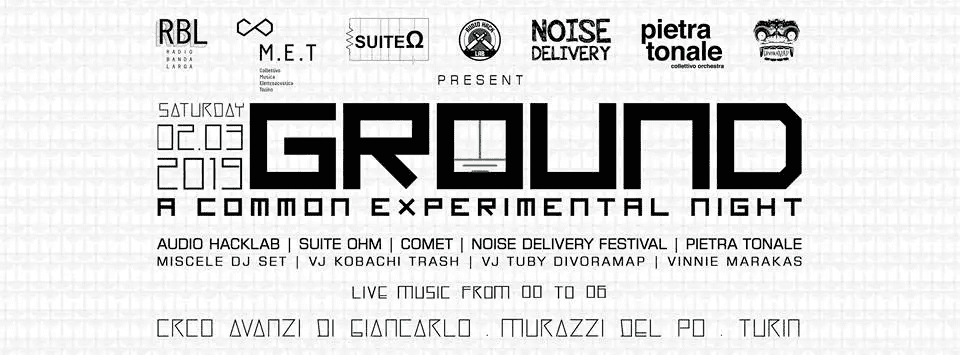 RBL
RADIO
BANDA
LARGA
M.E.T
Collettivo
Musica
Elettroacustica
Torino
SUITEΩ
AUDIO HACK
LAB
NOISE
DELIVERY
pietra
tonale
collettivo orchestra
PRESENT
SATURDAY
02.03
2019
GROUND
A COMMON EXPERIMENTAL NIGHT
AUDIO HACKLAB | SUITE OHM | COMET | NOISE DELIVERY FESTIVAL | PIETRA TONALE
MISCELE DJ SET | VJ KOBACHI TRASH | VJ TUBY DIVORAMAP | VINNIE MARAKAS
LIVE MUSIC FROM 00 TO 06
CRCO AVANZI DI GIANCARLO . MURAZZI DEL PO . TURIN